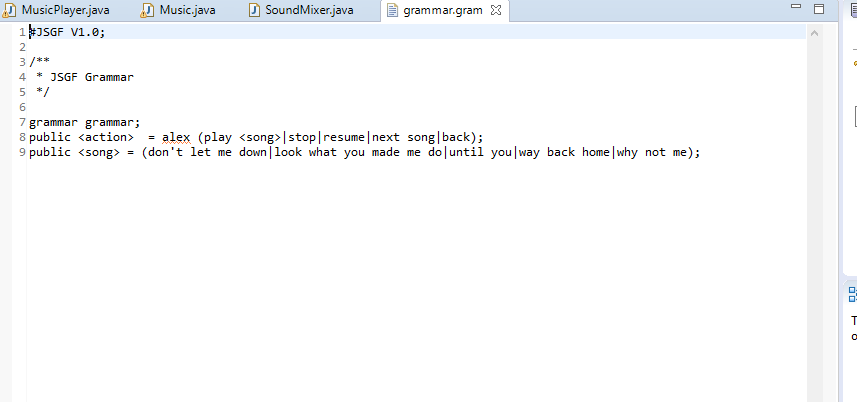 MusicPlayer.java Music.java SoundMixer.java grammar.gram
1 #JSGF V1.0;
2
3 /**
4 * JSGF Grammar
5 */
6
7 grammar grammar;
8 public <action>  = alex (play <song>|stop|resume|next song|back);
9 public <song> = (don't let me down|look what you made me do|until you|way back home|why not me);